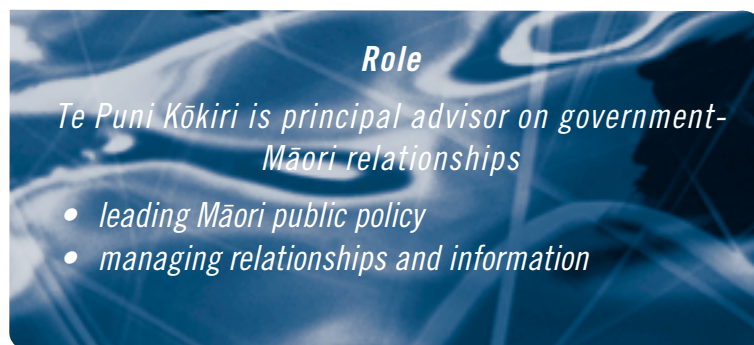 Role
Te Puni Kōkiri is principal advisor on government-
Māori relationships
• leading Māori public policy
• managing relationships and information